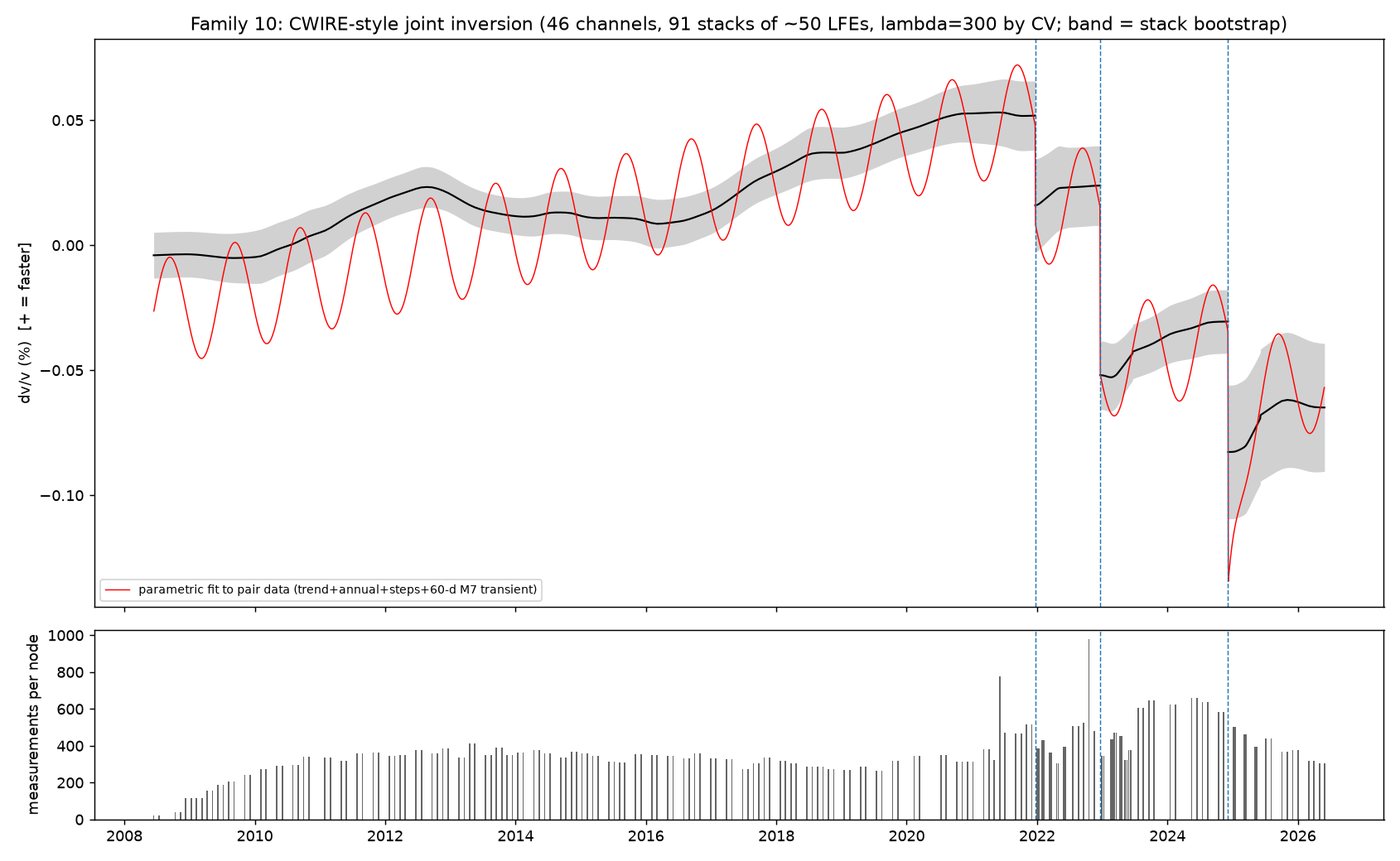 Family 10: CWIRE-style joint inversion (46 channels, 91 stacks of ~50 LFEs, lambda=300 by CV; band = stack bootstrap)
dv/v (%)  [+ = faster]
0.05
0.00
−0.05
−0.10
parametric fit to pair data (trend+annual+steps+60-d M7 transient)
measurements per node
1000
800
600
400
200
0
2008 2010 2012 2014 2016 2018 2020 2022 2024 2026